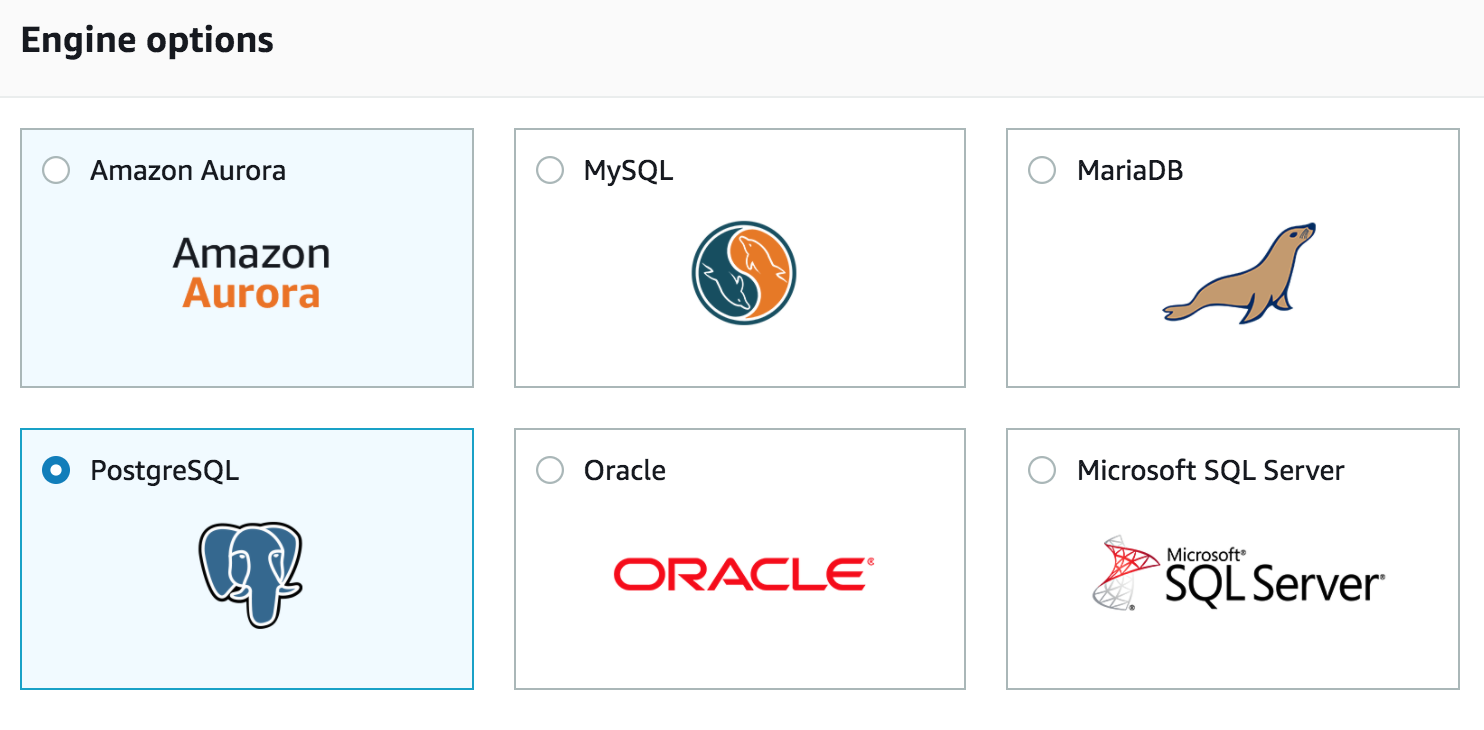 Engine options
Amazon Aurora
Amazon
Aurora
MySQL
MariaDB
PostgreSQL
Oracle
ORACLE®
Microsoft SQL Server
Microsoft®
SQL Server®
®